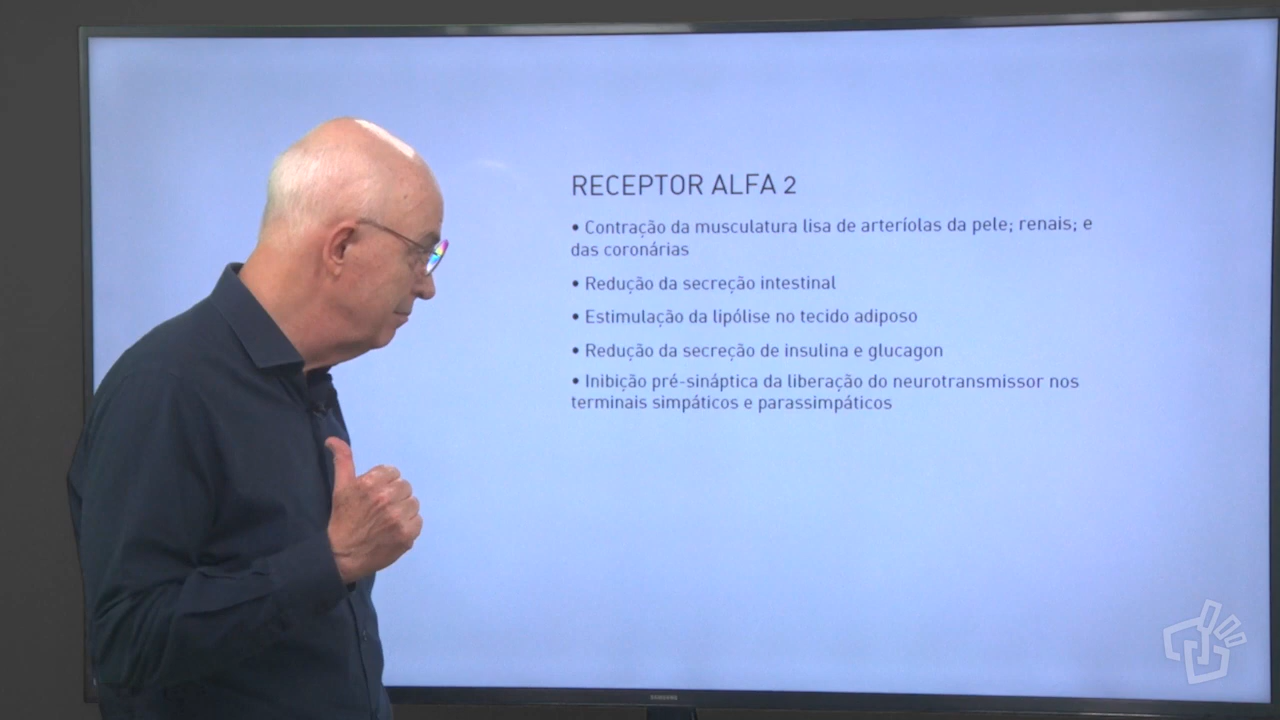 RECEPTOR ALFA 2
• Contração da musculatura lisa de arteríolas da pele; renais; e
das coronárias
• Redução da secreção intestinal
• Estimulação da lipólise no tecido adiposo
• Redução da secreção de insulina e glucagon
• Inibição pré-sináptica da liberação do neurotransmissor nos
terminais simpáticos e parassimpáticos
SAMSUNG